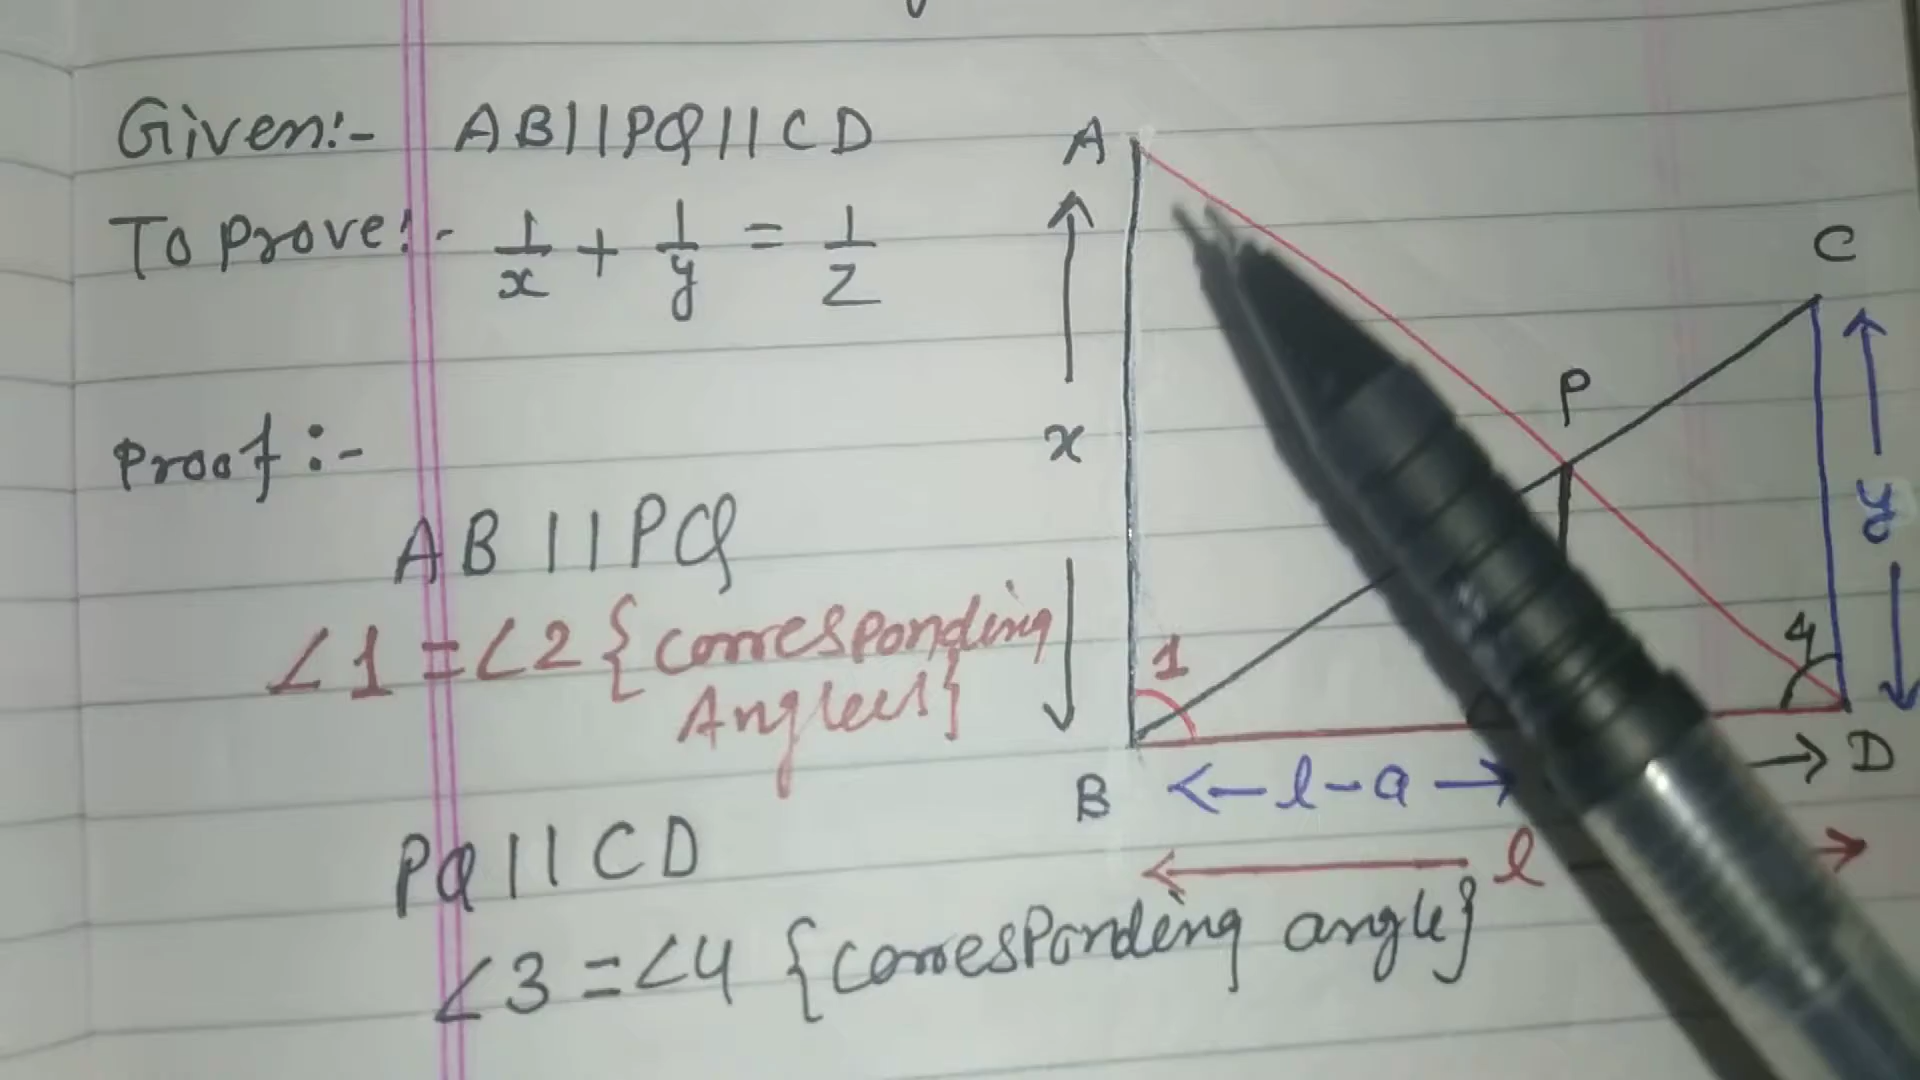 Given:- AB||PQ||CD
To prove:- 1/x + 1/y = 1/z
Proof:-
AB||PQ
∠1=∠2 {corresponding
Anglees}
PQ||CD
∠3=∠4 {corresponding angle}
A
C
P
x
y
1
4
B
l-a
D
l